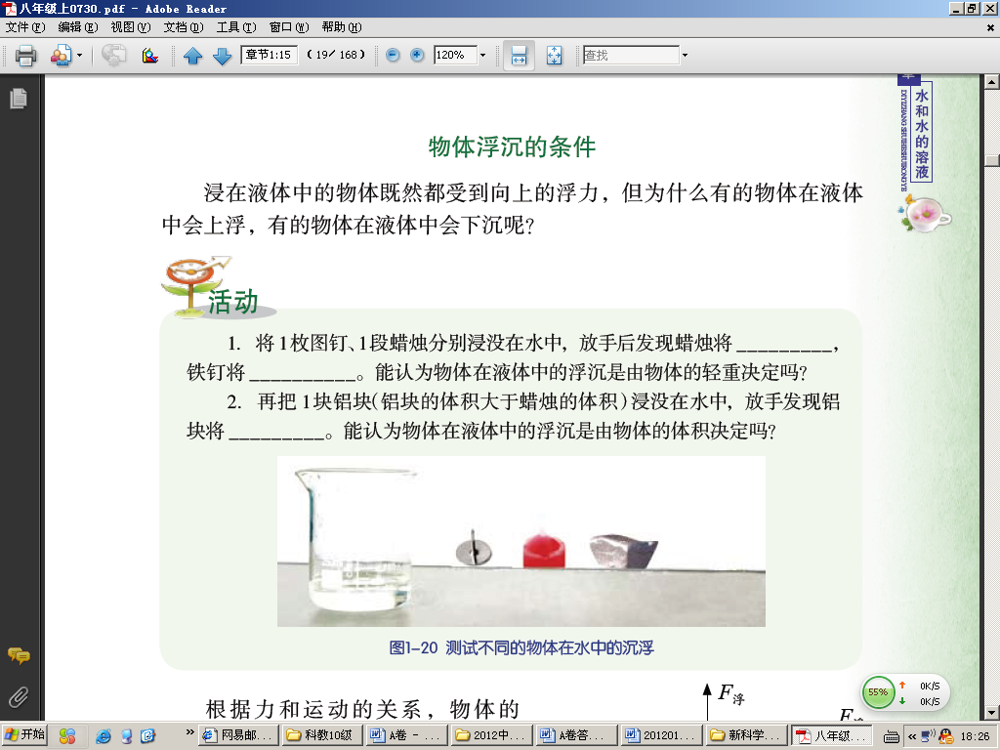 八年级上0730.pdf - Adobe Reader
文件(F) 编辑(E) 视图(V) 文档(D) 工具(T) 窗口(W) 帮助(H)
章节1:15 (19/168) 120% 查找
水和水的溶液
DIYIZHANG SHUIHESHUIDERONGYE
物体浮沉的条件
浸在液体中的物体既然都受到向上的浮力，但为什么有的物体在液体
中会上浮，有的物体在液体中会下沉呢?
活动
1. 将1枚图钉、1段蜡烛分别浸没在水中，放手后发现蜡烛将 _________，
铁钉将 __________。能认为物体在液体中的浮沉是由物体的轻重决定吗?
2. 再把1块铝块(铝块的体积大于蜡烛的体积)浸没在水中，放手发现铝
块将 _________。能认为物体在液体中的浮沉是由物体的体积决定吗?
图1-20 测试不同的物体在水中的沉浮
根据力和运动的关系，物体的
F浮
55% 0K/S
0K/S
开始 » 网易邮... 科教10级 A卷 - ... 2012中... A卷答... 201201... 新科学... 八年级... « 18:26